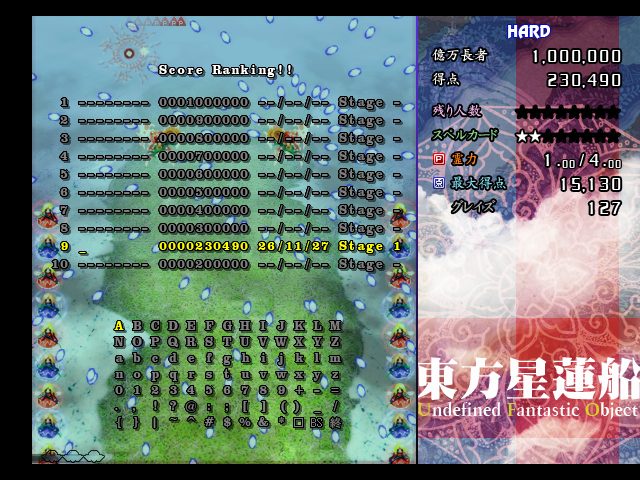 HARD
億万長者 1,000,000
得点 230,490
残り人数
スペルカード
P 霊力 1.00/4.00
点 最大得点 15,130
グレイズ 127
Score Ranking!!
1 -------- 0001000000 --/--/-- Stage -
2 -------- 0000900000 --/--/-- Stage -
3 -------- 0000800000 --/--/-- Stage -
4 -------- 0000700000 --/--/-- Stage -
5 -------- 0000600000 --/--/-- Stage -
6 -------- 0000500000 --/--/-- Stage -
7 -------- 0000400000 --/--/-- Stage -
8 -------- 0000300000 --/--/-- Stage -
9 _ 0000230490 26/11/27 Stage 1
10 -------- 0000200000 --/--/-- Stage -
A B C D E F G H I J K L M
N O P Q R S T U V W X Y Z
a b c d e f g h i j k l m
n o p q r s t u v w x y z
0 1 2 3 4 5 6 7 8 9 + - =
. , ! ? @ : ; [ ] ( ) _ /
{ } | ~ ^ # $ % & * □ BS 終
東方星蓮船
Undefined Fantastic Object